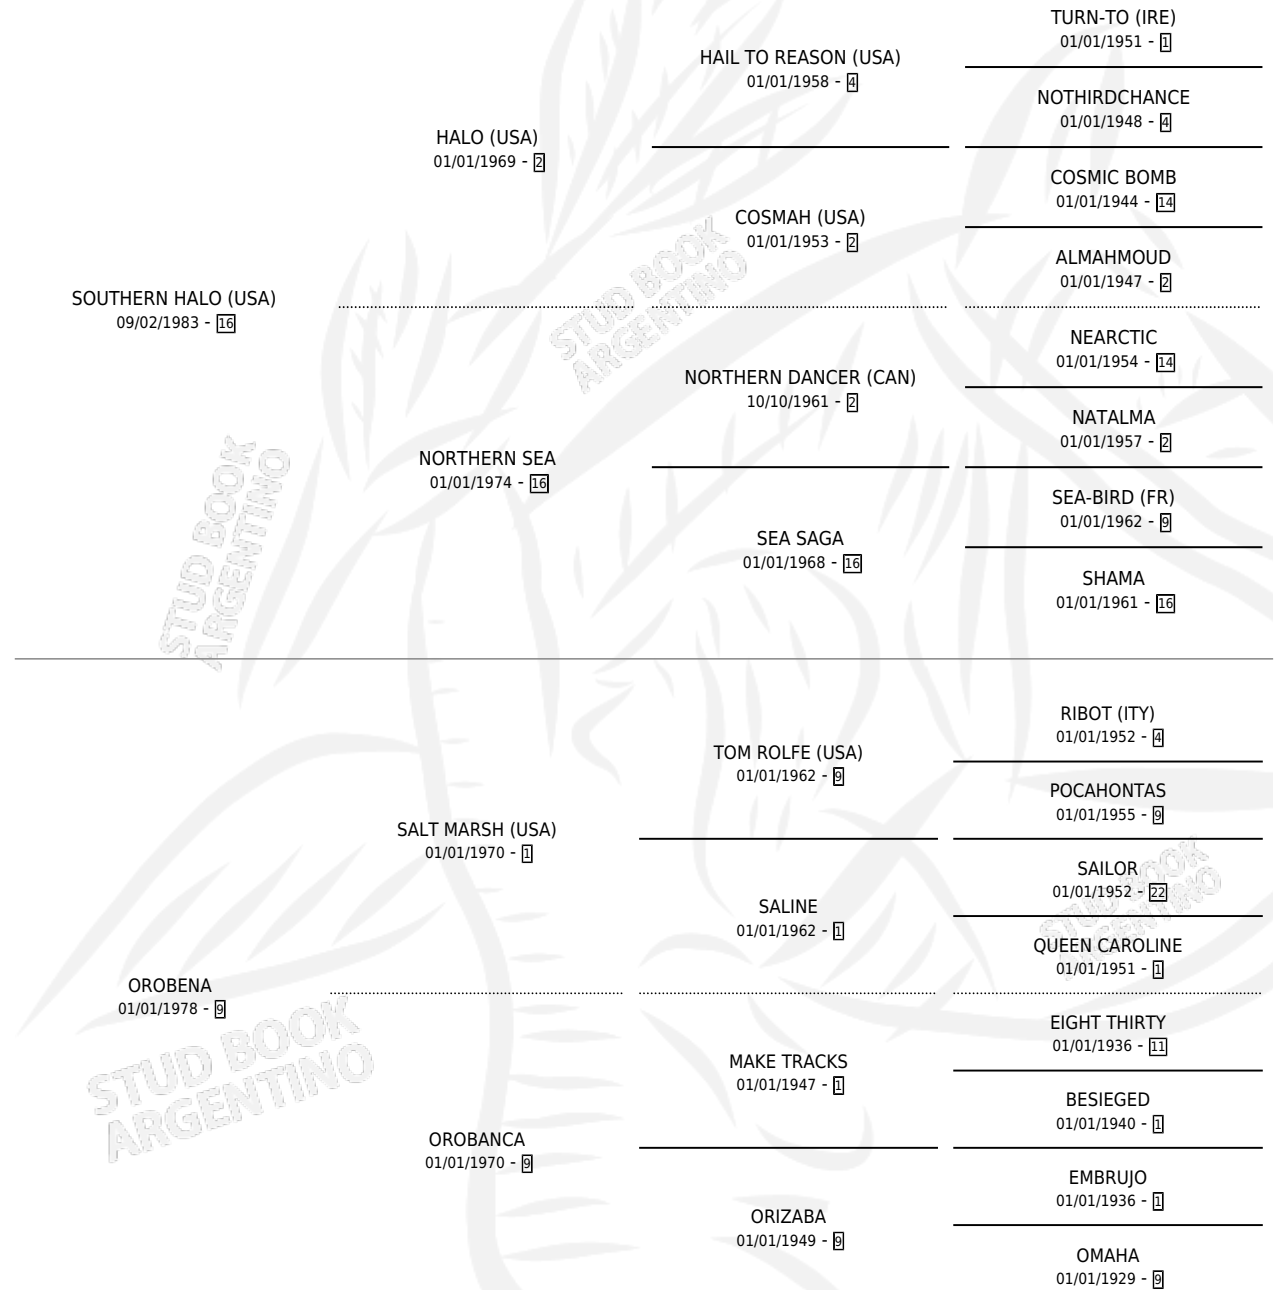 TURN-TO (IRE)
01/01/1951 - 1
HAIL TO REASON (USA)
01/01/1958 - 4
NOTHIRDCHANCE
01/01/1948 - 4
HALO (USA)
01/01/1969 - 2
COSMIC BOMB
01/01/1944 - 14
COSMAH (USA)
01/01/1953 - 2
ALMAHMOUD
01/01/1947 - 2
SOUTHERN HALO (USA)
09/02/1983 - 16
NEARCTIC
01/01/1954 - 14
NORTHERN DANCER (CAN)
10/10/1961 - 2
NATALMA
01/01/1957 - 2
NORTHERN SEA
01/01/1974 - 16
SEA-BIRD (FR)
01/01/1962 - 9
SEA SAGA
01/01/1968 - 16
SHAMA
01/01/1961 - 16
STUD BOOK
ARGENTINO
STUD BOOK
ARGENTINO
RIBOT (ITY)
01/01/1952 - 4
TOM ROLFE (USA)
01/01/1962 - 9
POCAHONTAS
01/01/1955 - 9
SALT MARSH (USA)
01/01/1970 - 1
SAILOR
01/01/1952 - 22
SALINE
01/01/1962 - 1
QUEEN CAROLINE
01/01/1951 - 1
STUD BOOK
ARGENTINO
OROBENA
01/01/1978 - 9
EIGHT THIRTY
01/01/1936 - 11
MAKE TRACKS
01/01/1947 - 1
BESIEGED
01/01/1940 - 1
STUD BOOK
ARGENTINO
OROBANCA
01/01/1970 - 9
EMBRUJO
01/01/1936 - 1
ORIZABA
01/01/1949 - 9
OMAHA
01/01/1929 - 9